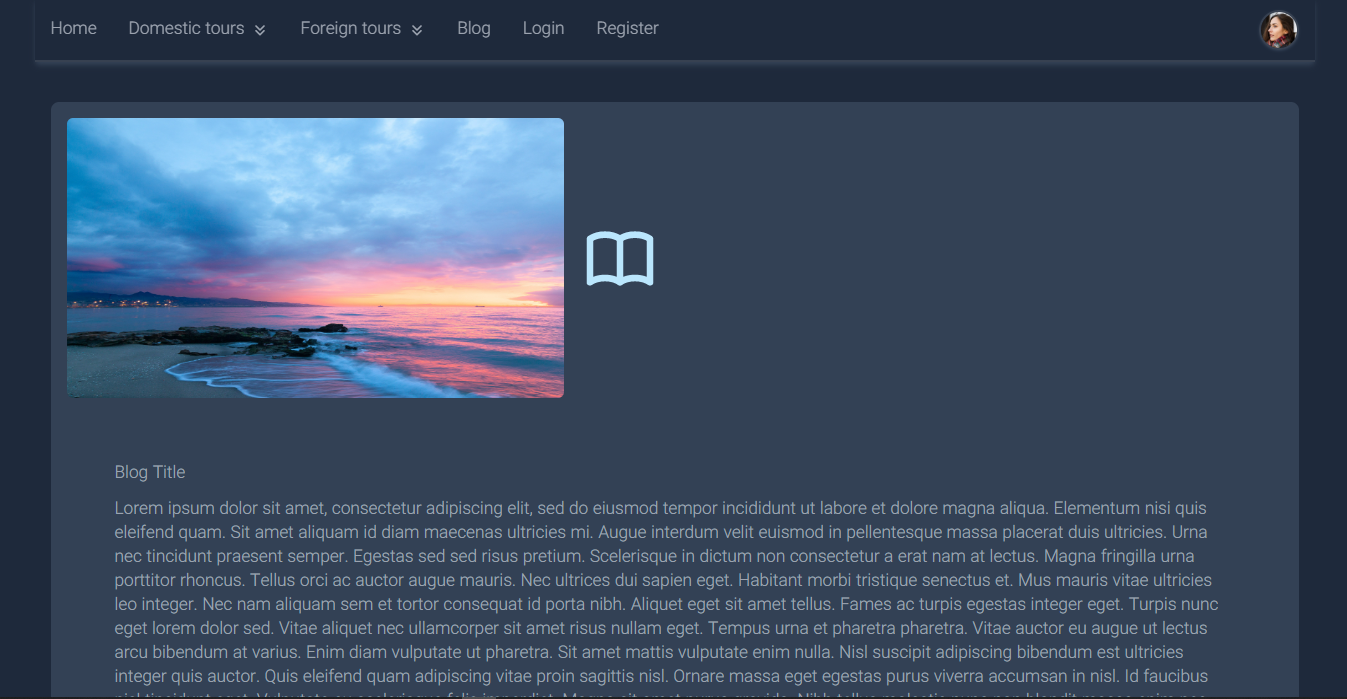 Home Domestic tours Foreign tours Blog Login Register
Blog Title
Lorem ipsum dolor sit amet, consectetur adipiscing elit, sed do eiusmod tempor incididunt ut labore et dolore magna aliqua. Elementum nisi quis
eleifend quam. Sit amet aliquam id diam maecenas ultricies mi. Augue interdum velit euismod in pellentesque massa placerat duis ultricies. Urna
nec tincidunt praesent semper. Egestas sed sed risus pretium. Scelerisque in dictum non consectetur a erat nam at lectus. Magna fringilla urna
porttitor rhoncus. Tellus orci ac auctor augue mauris. Nec ultrices dui sapien eget. Habitant morbi tristique senectus et. Mus mauris vitae ultricies
leo integer. Nec nam aliquam sem et tortor consequat id porta nibh. Aliquet eget sit amet tellus. Fames ac turpis egestas integer eget. Turpis nunc
eget lorem dolor sed. Vitae aliquet nec ullamcorper sit amet risus nullam eget. Tempus urna et pharetra pharetra. Vitae auctor eu augue ut lectus
arcu bibendum at varius. Enim diam vulputate ut pharetra. Sit amet mattis vulputate enim nulla. Nisl suscipit adipiscing bibendum est ultricies
integer quis auctor. Quis eleifend quam adipiscing vitae proin sagittis nisl. Ornare massa eget egestas purus viverra accumsan in nisl. Id faucibus